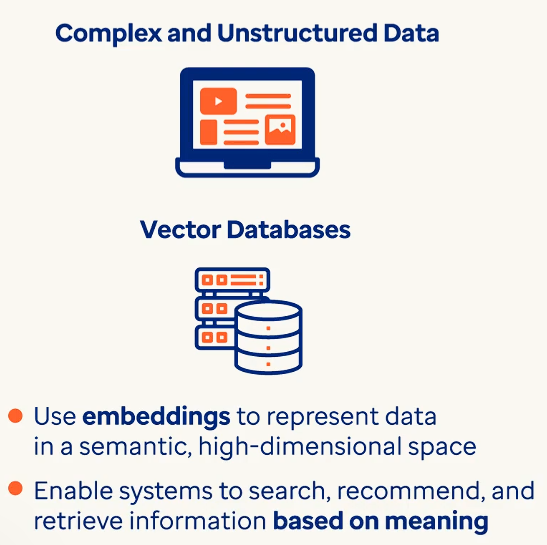 Complex and Unstructured Data
Vector Databases
Use embeddings to represent data
in a semantic, high-dimensional space
Enable systems to search, recommend, and
retrieve information based on meaning